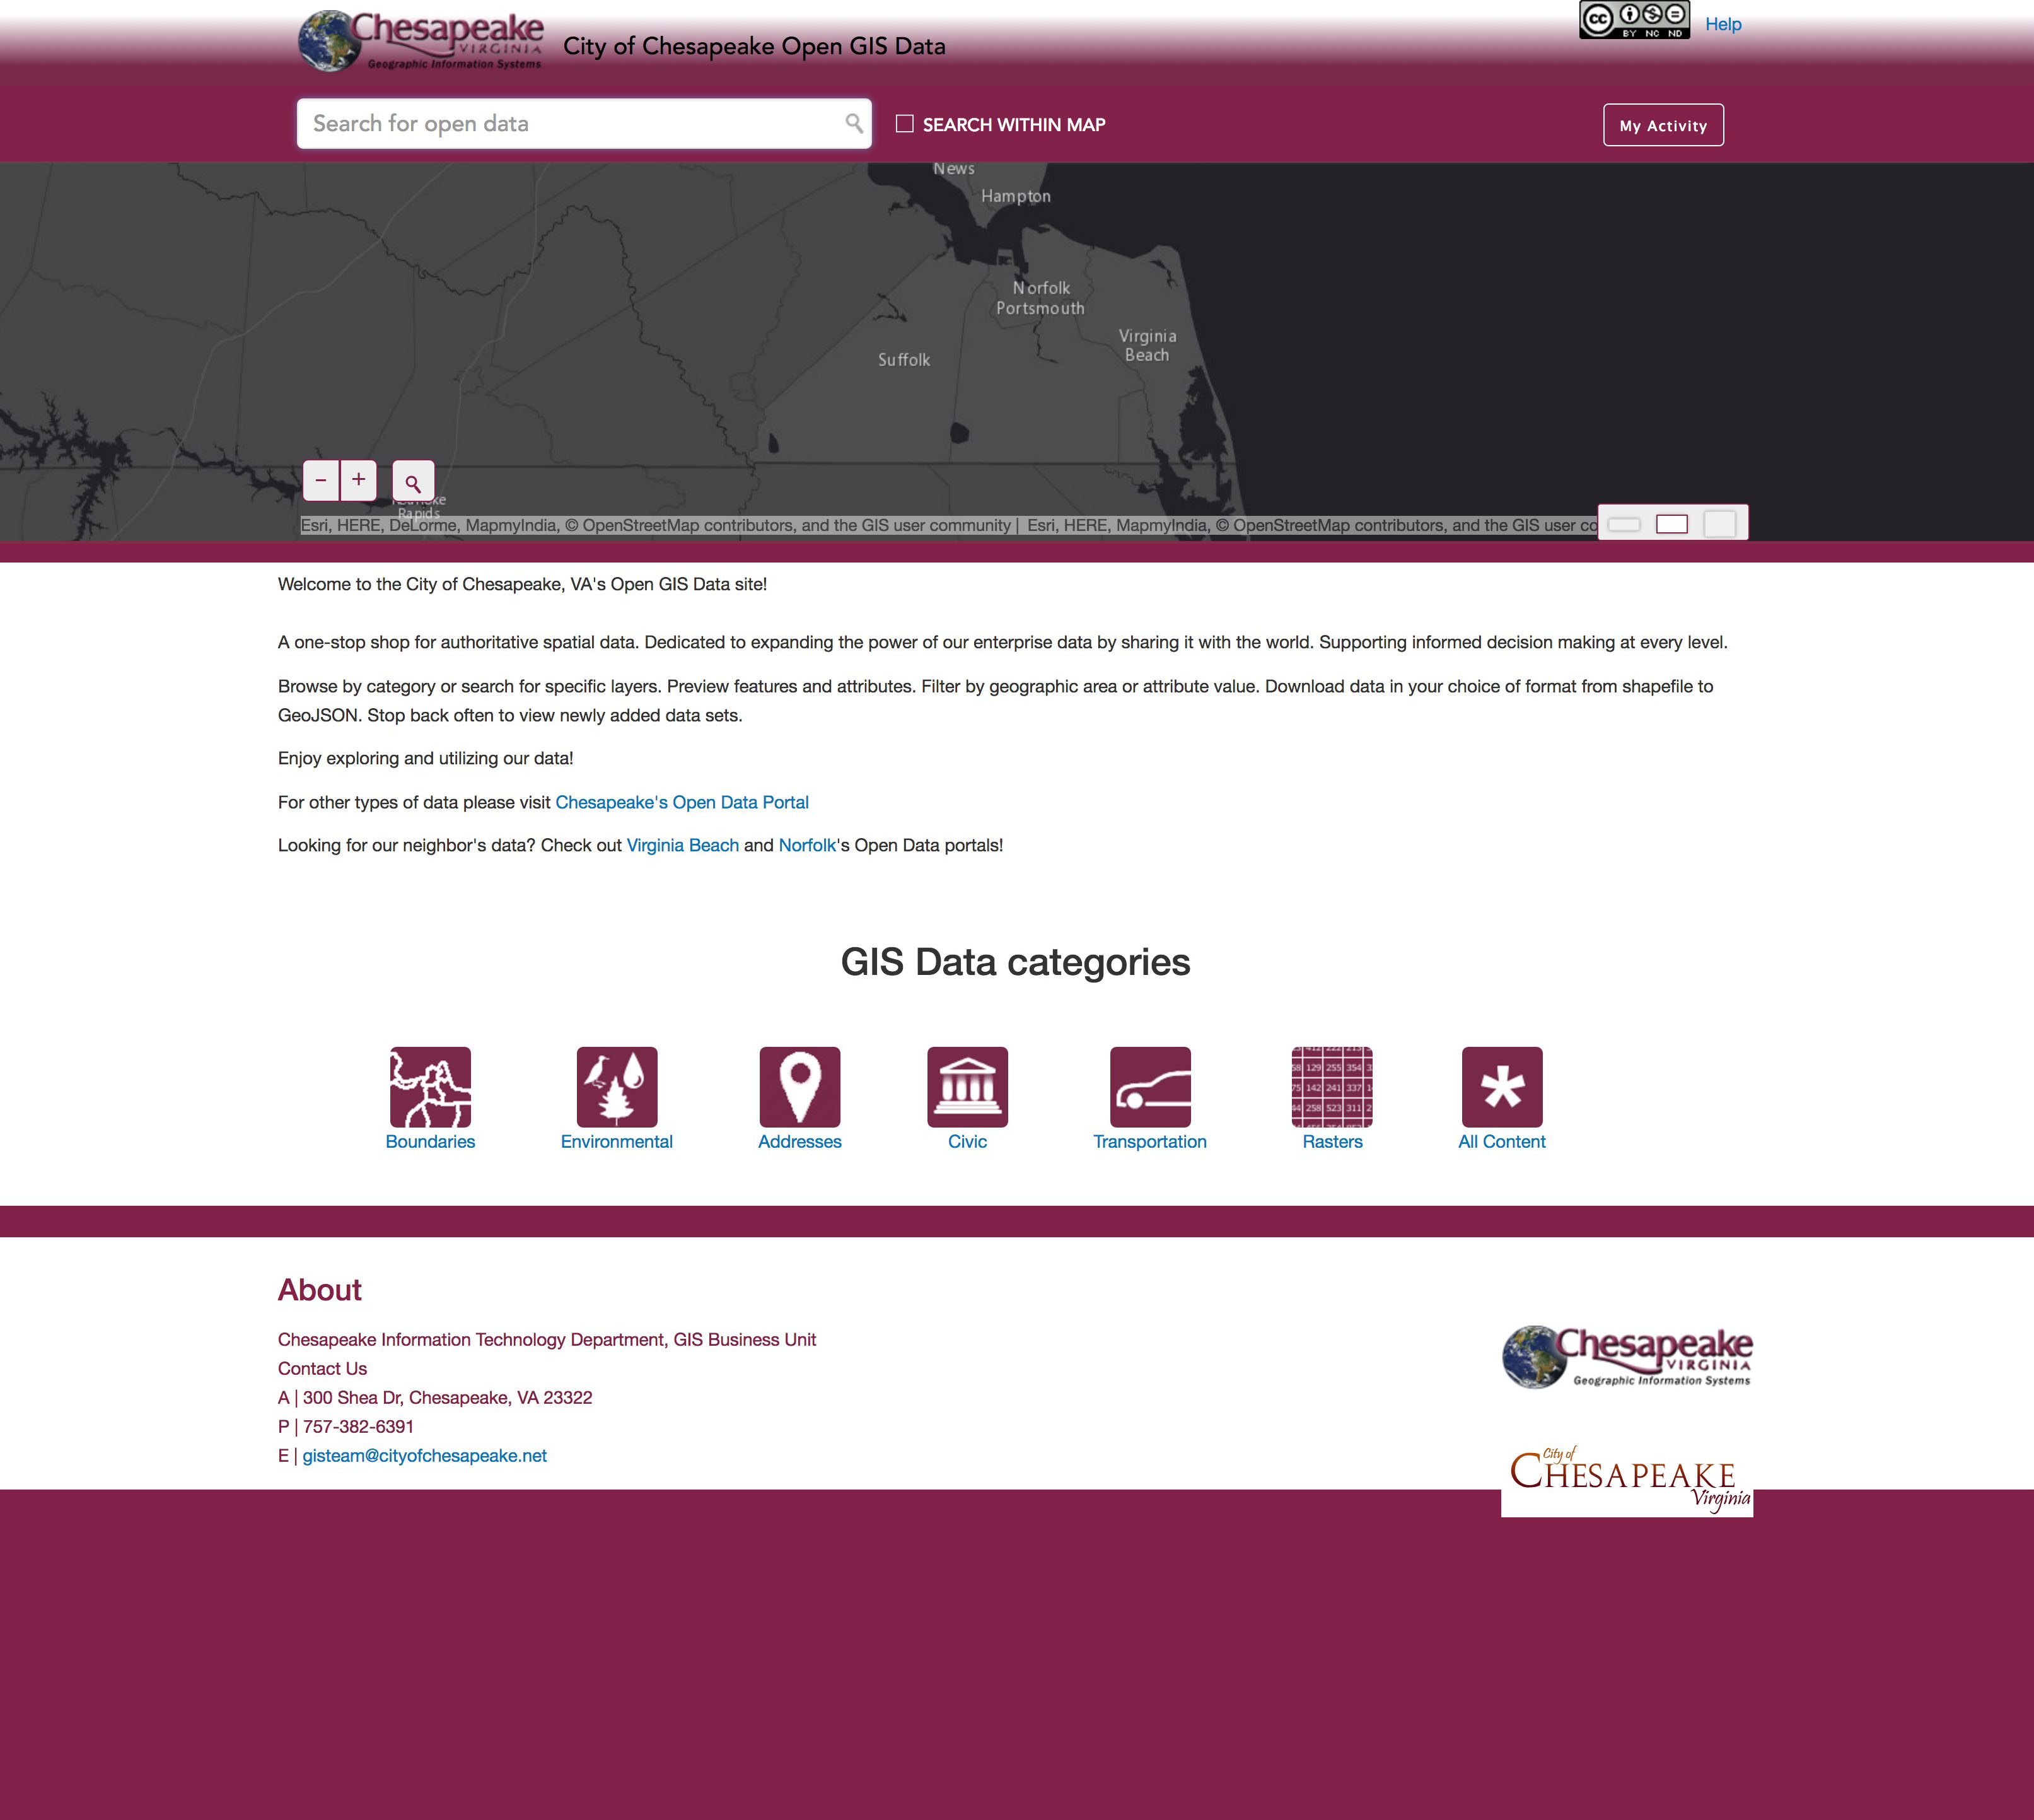 Chesapeake
VIRGINIA
Geographic Information Systems
City of Chesapeake Open GIS Data
cc
BY NC ND
Help
Search for open data
SEARCH WITHIN MAP
My Activity
News
Hampton
Norfolk
Portsmouth
Virginia
Beach
Suffolk
- +
Rapids
Esri, HERE, DeLorme, MapmyIndia, © OpenStreetMap contributors, and the GIS user community | Esri, HERE, MapmyIndia, © OpenStreetMap contributors, and the GIS user co
Welcome to the City of Chesapeake, VA's Open GIS Data site!
A one-stop shop for authoritative spatial data. Dedicated to expanding the power of our enterprise data by sharing it with the world. Supporting informed decision making at every level.
Browse by category or search for specific layers. Preview features and attributes. Filter by geographic area or attribute value. Download data in your choice of format from shapefile to
GeoJSON. Stop back often to view newly added data sets.
Enjoy exploring and utilizing our data!
For other types of data please visit Chesapeake's Open Data Portal
Looking for our neighbor's data? Check out Virginia Beach and Norfolk's Open Data portals!
GIS Data categories
129 255 354
142 241 337
258 523 311
Boundaries
Environmental
Addresses
Civic
Transportation
Rasters
All Content
About
Chesapeake Information Technology Department, GIS Business Unit
Contact Us
A | 300 Shea Dr, Chesapeake, VA 23322
P | 757-382-6391
E | gisteam@cityofchesapeake.net
Chesapeake
VIRGINIA
Geographic Information Systems
City of
CHESAPEAKE
Virginia